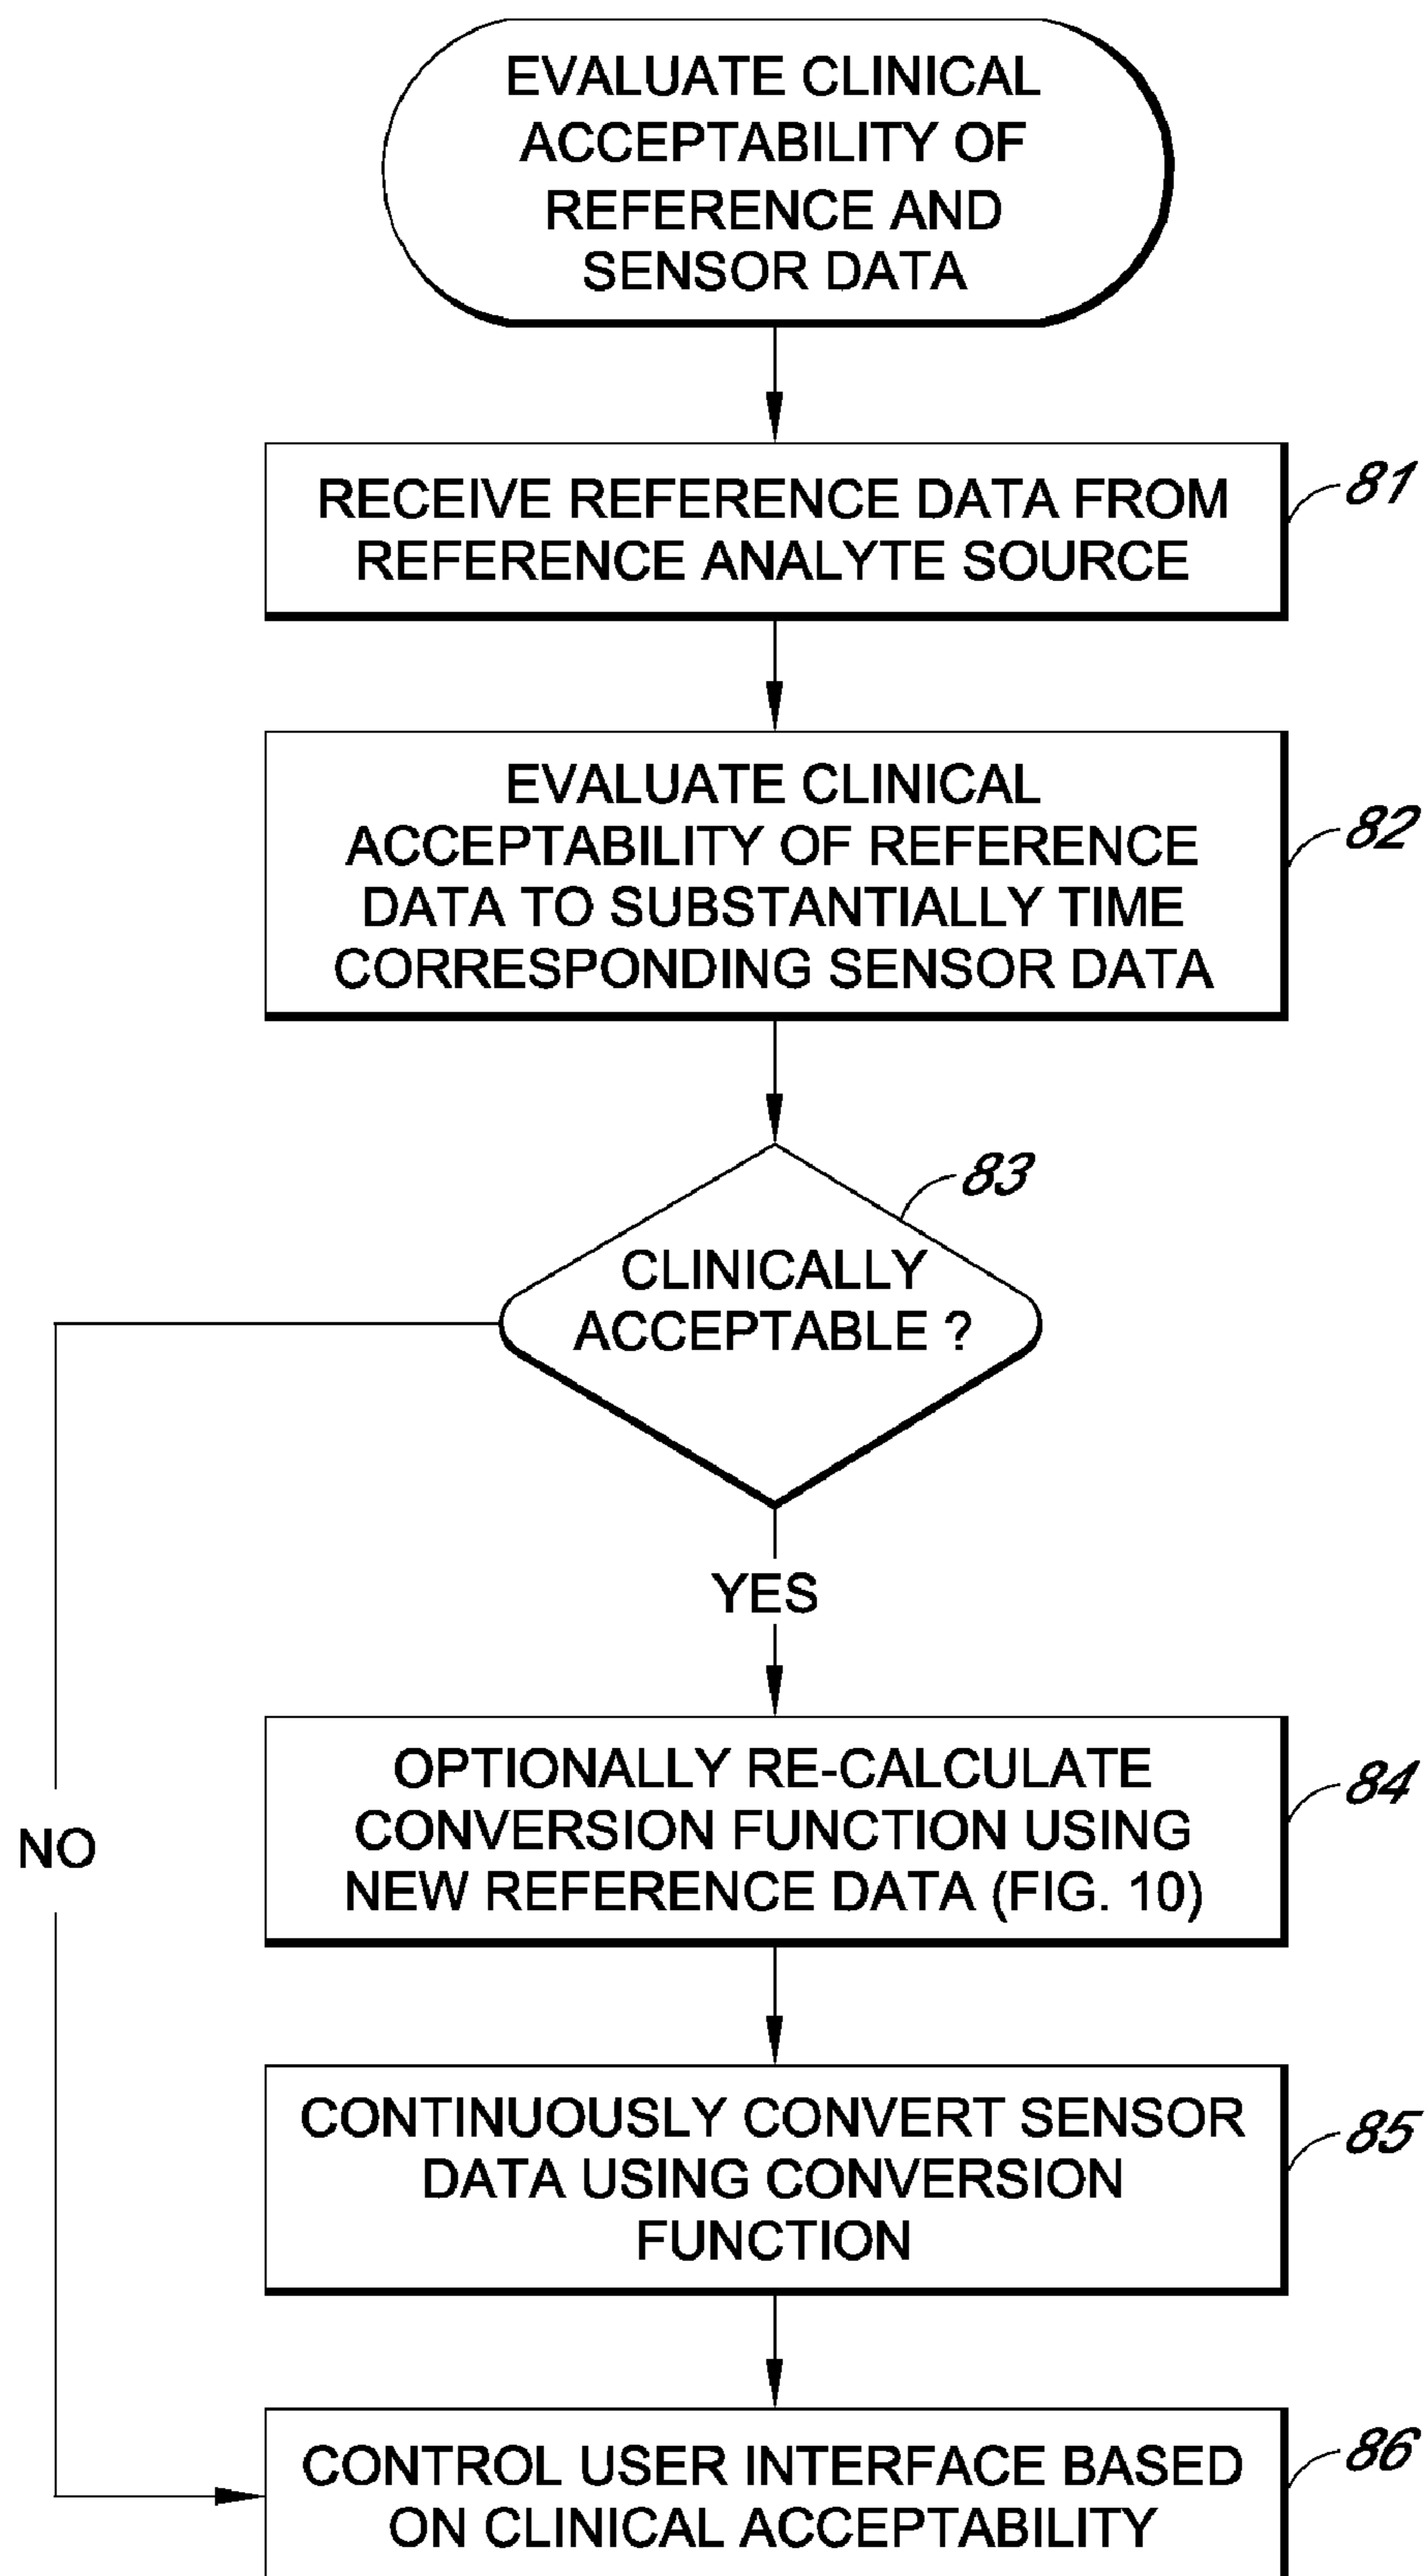 EVALUATE CLINICAL
ACCEPTABILITY OF
REFERENCE AND
SENSOR DATA
RECEIVE REFERENCE DATA FROM
REFERENCE ANALYTE SOURCE
81
EVALUATE CLINICAL
ACCEPTABILITY OF REFERENCE
DATA TO SUBSTANTIALLY TIME
CORRESPONDING SENSOR DATA
82
83
CLINICALLY
ACCEPTABLE ?
YES
NO
OPTIONALLY RE-CALCULATE
CONVERSION FUNCTION USING
NEW REFERENCE DATA (FIG. 10)
84
CONTINUOUSLY CONVERT SENSOR
DATA USING CONVERSION
FUNCTION
85
CONTROL USER INTERFACE BASED
ON CLINICAL ACCEPTABILITY
86